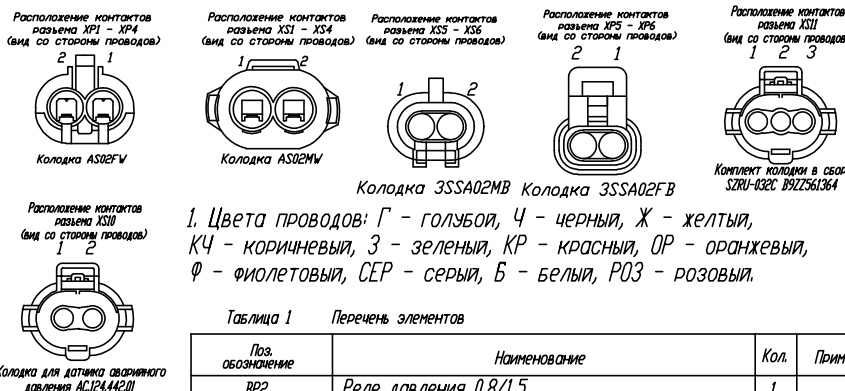 Расположение контактов
разъема XP1 - XP4
(вид со стороны проводов)
2 1
Колодка AS02FW
Расположение контактов
разъема XS1 - XS4
(вид со стороны проводов)
1 2
Колодка AS02MW
Расположение контактов
разъема XS5 - XS6
(вид со стороны проводов)
1 2
Колодка 3SSA02MB
Расположение контактов
разъема XP5 - XP6
(вид со стороны проводов)
2 1
Колодка 3SSA02FB
Расположение контактов
разъема XS11
(вид со стороны проводов)
1 2 3
Комплект колодки в сбор
SZRU-032C B9ZZ561364
Расположение контактов
разъема XS10
(вид со стороны проводов)
1 2
Колодка для датчика аварийного
давления AC.124.442.01
1. Цвета проводов: Г - голубой, Ч - черный, Ж - желтый,
КЧ - коричневый, З - зеленый, КР - красный, ОР - оранжевый,
Ф - фиолетовый, СЕР - серый, Б - белый, РОЗ - розовый.
Таблица 1 Перечень элементов
Поз.
обозначение
Наименование
Кол.
Прим
ВР2 Реле давления 0,8/1,5 1